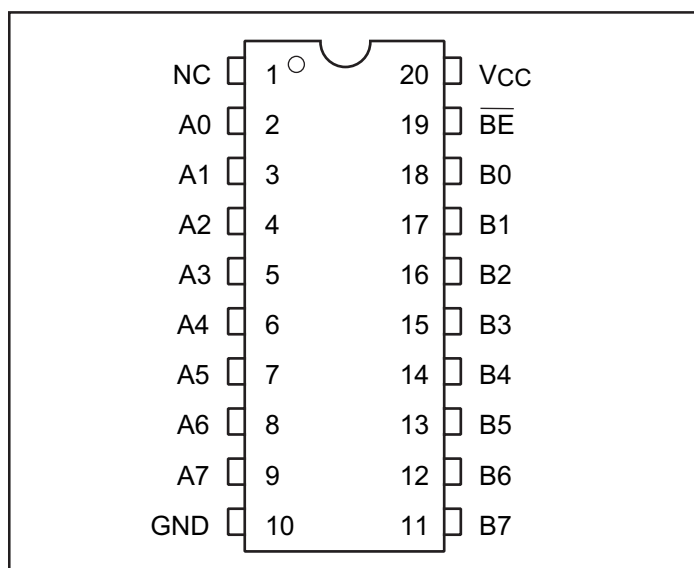 NC 1 20 VCC
A0 2 19 B̅E̅
A1 3 18 B0
A2 4 17 B1
A3 5 16 B2
A4 6 15 B3
A5 7 14 B4
A6 8 13 B5
A7 9 12 B6
GND 10 11 B7